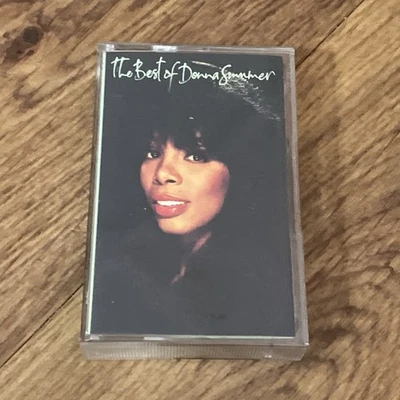 The Best of Donna Summer